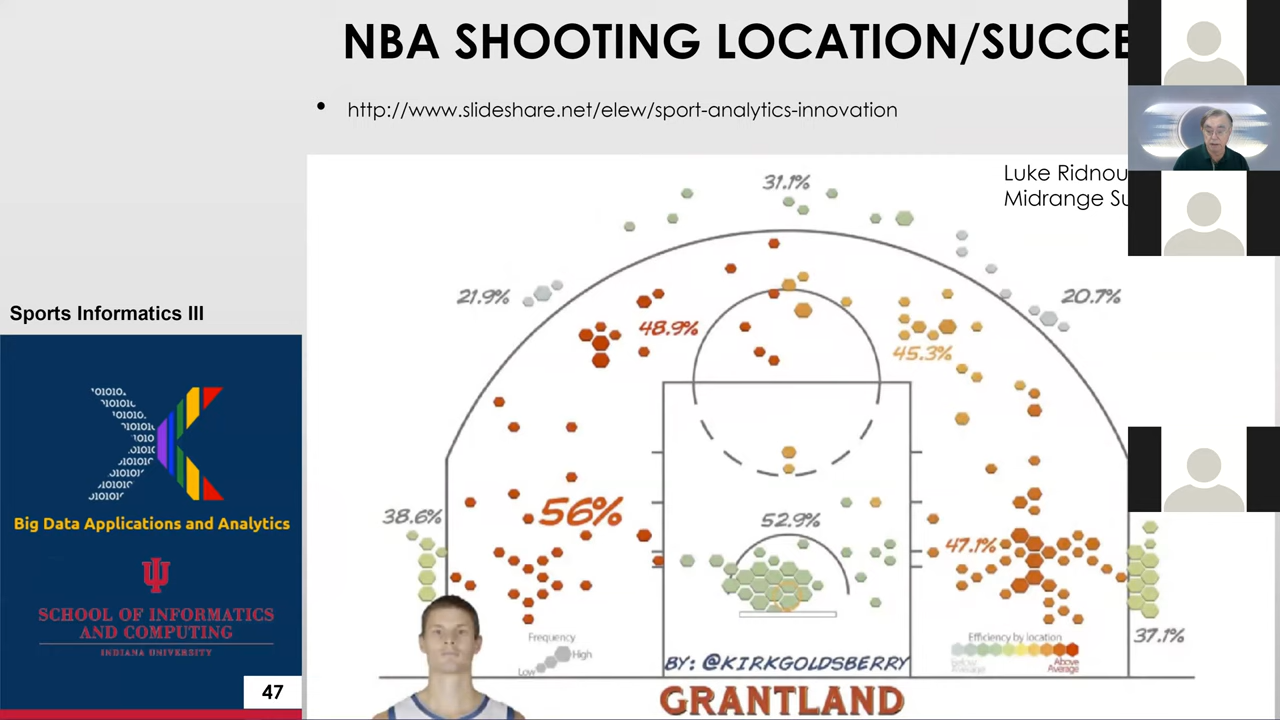 NBA SHOOTING LOCATION/SUCCE
• http://www.slideshare.net/elew/sport-analytics-innovation
Luke Ridnou
Midrange Su
31.1%
21.9%
20.7%
48.9%
45.3%
Sports Informatics III
Big Data Applications and Analytics
SCHOOL OF INFORMATICS
AND COMPUTING
INDIANA UNIVERSITY
47
38.6%
56%
52.9%
47.1%
37.1%
Frequency
Low
High
Efficiency by location
Below
Average
Above
Average
BY: @KIRKGOLDSBERRY
GRANTLAND